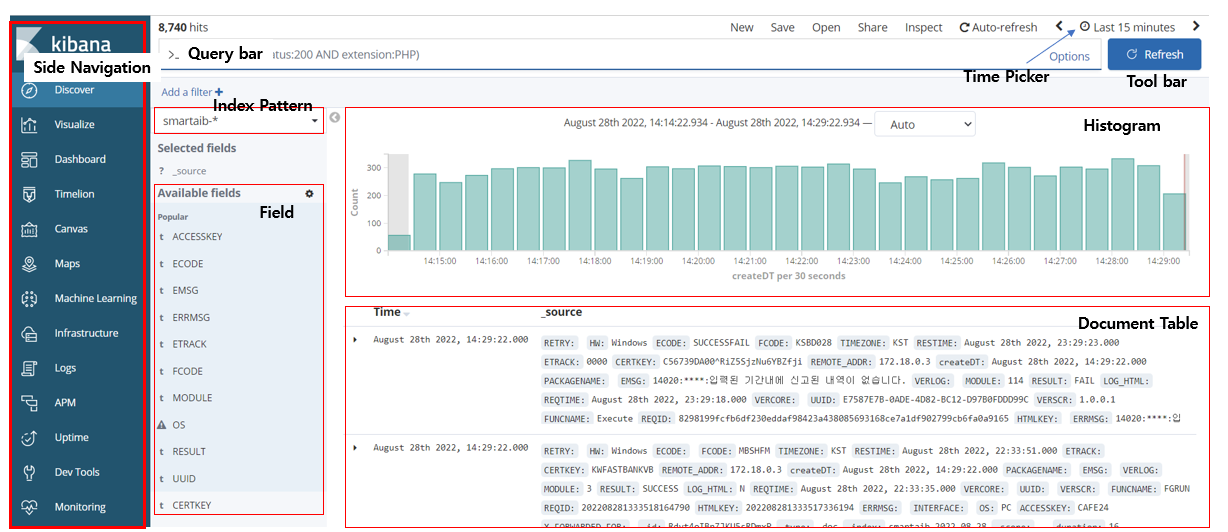 kibana
Side Navigation
Discover
Visualize
Dashboard
Timelion
Canvas
Maps
Machine Learning
Infrastructure
Logs
APM
Uptime
Dev Tools
Monitoring
8,740 hits
New Save Open Share Inspect Auto-refresh Last 15 minutes
>_ Query bar tus:200 AND extension:PHP) Options Refresh
Time Picker Tool bar
Add a filter +
Index Pattern
smartaib-*
Selected fields
? _source
Available fields
Field
Popular
t ACCESSKEY
t ECODE
t EMSG
t ERRMSG
t ETRACK
t FCODE
t MODULE
OS
t RESULT
t UUID
t CERTKEY
August 28th 2022, 14:14:22.934 - August 28th 2022, 14:29:22.934 — Auto
Histogram
Count
300
200
100
0
14:15:00 14:16:00 14:17:00 14:18:00 14:19:00 14:20:00 14:21:00 14:22:00 14:23:00 14:24:00 14:25:00 14:26:00 14:27:00 14:28:00 14:29:00
createDT per 30 seconds
Time _source
Document Table
August 28th 2022, 14:29:22.000 RETRY: HW: Windows ECODE: SUCCESSFAIL FCODE: KSBD028 TIMEZONE: KST RESTIME: August 28th 2022, 23:29:23.000
ETRACK: 0000 CERTKEY: C56739DA00^RiZ5SjzNu6YBZfji REMOTE_ADDR: 172.18.0.3 createDT: August 28th 2022, 14:29:22.000
PACKAGENAME: EMSG: 14020:****:입력된 기간내에 신고된 내역이 없습니다. VERLOG: MODULE: 114 RESULT: FAIL LOG_HTML:
REQTIME: August 28th 2022, 23:29:18.000 VERCORE: UUID: E7587E7B-0ADE-4D82-BC12-D97B0FDDD99C VERSCR: 1.0.0.1
FUNCNAME: Execute REQID: 8298199fcfb6df230eddaf98423a438085693168ce7a1df902799cb6fa0a9165 HTMLKEY: ERRMSG: 14020:****:입
August 28th 2022, 14:29:22.000 RETRY: HW: Windows ECODE: FCODE: MBSHFM TIMEZONE: KST RESTIME: August 28th 2022, 22:33:51.000 ETRACK:
CERTKEY: KWFASTBANKVB REMOTE_ADDR: 172.18.0.3 createDT: August 28th 2022, 14:29:22.000 PACKAGENAME: EMSG: VERLOG:
MODULE: 3 RESULT: SUCCESS LOG_HTML: N REQTIME: August 28th 2022, 22:33:35.000 VERCORE: UUID: VERSCR: FUNCNAME: FGRUN
REQID: 202208281333518164790 HTMLKEY: 202208281333517336194 ERRMSG: INTERFACE: OS: PC ACCESSKEY: CAFE24